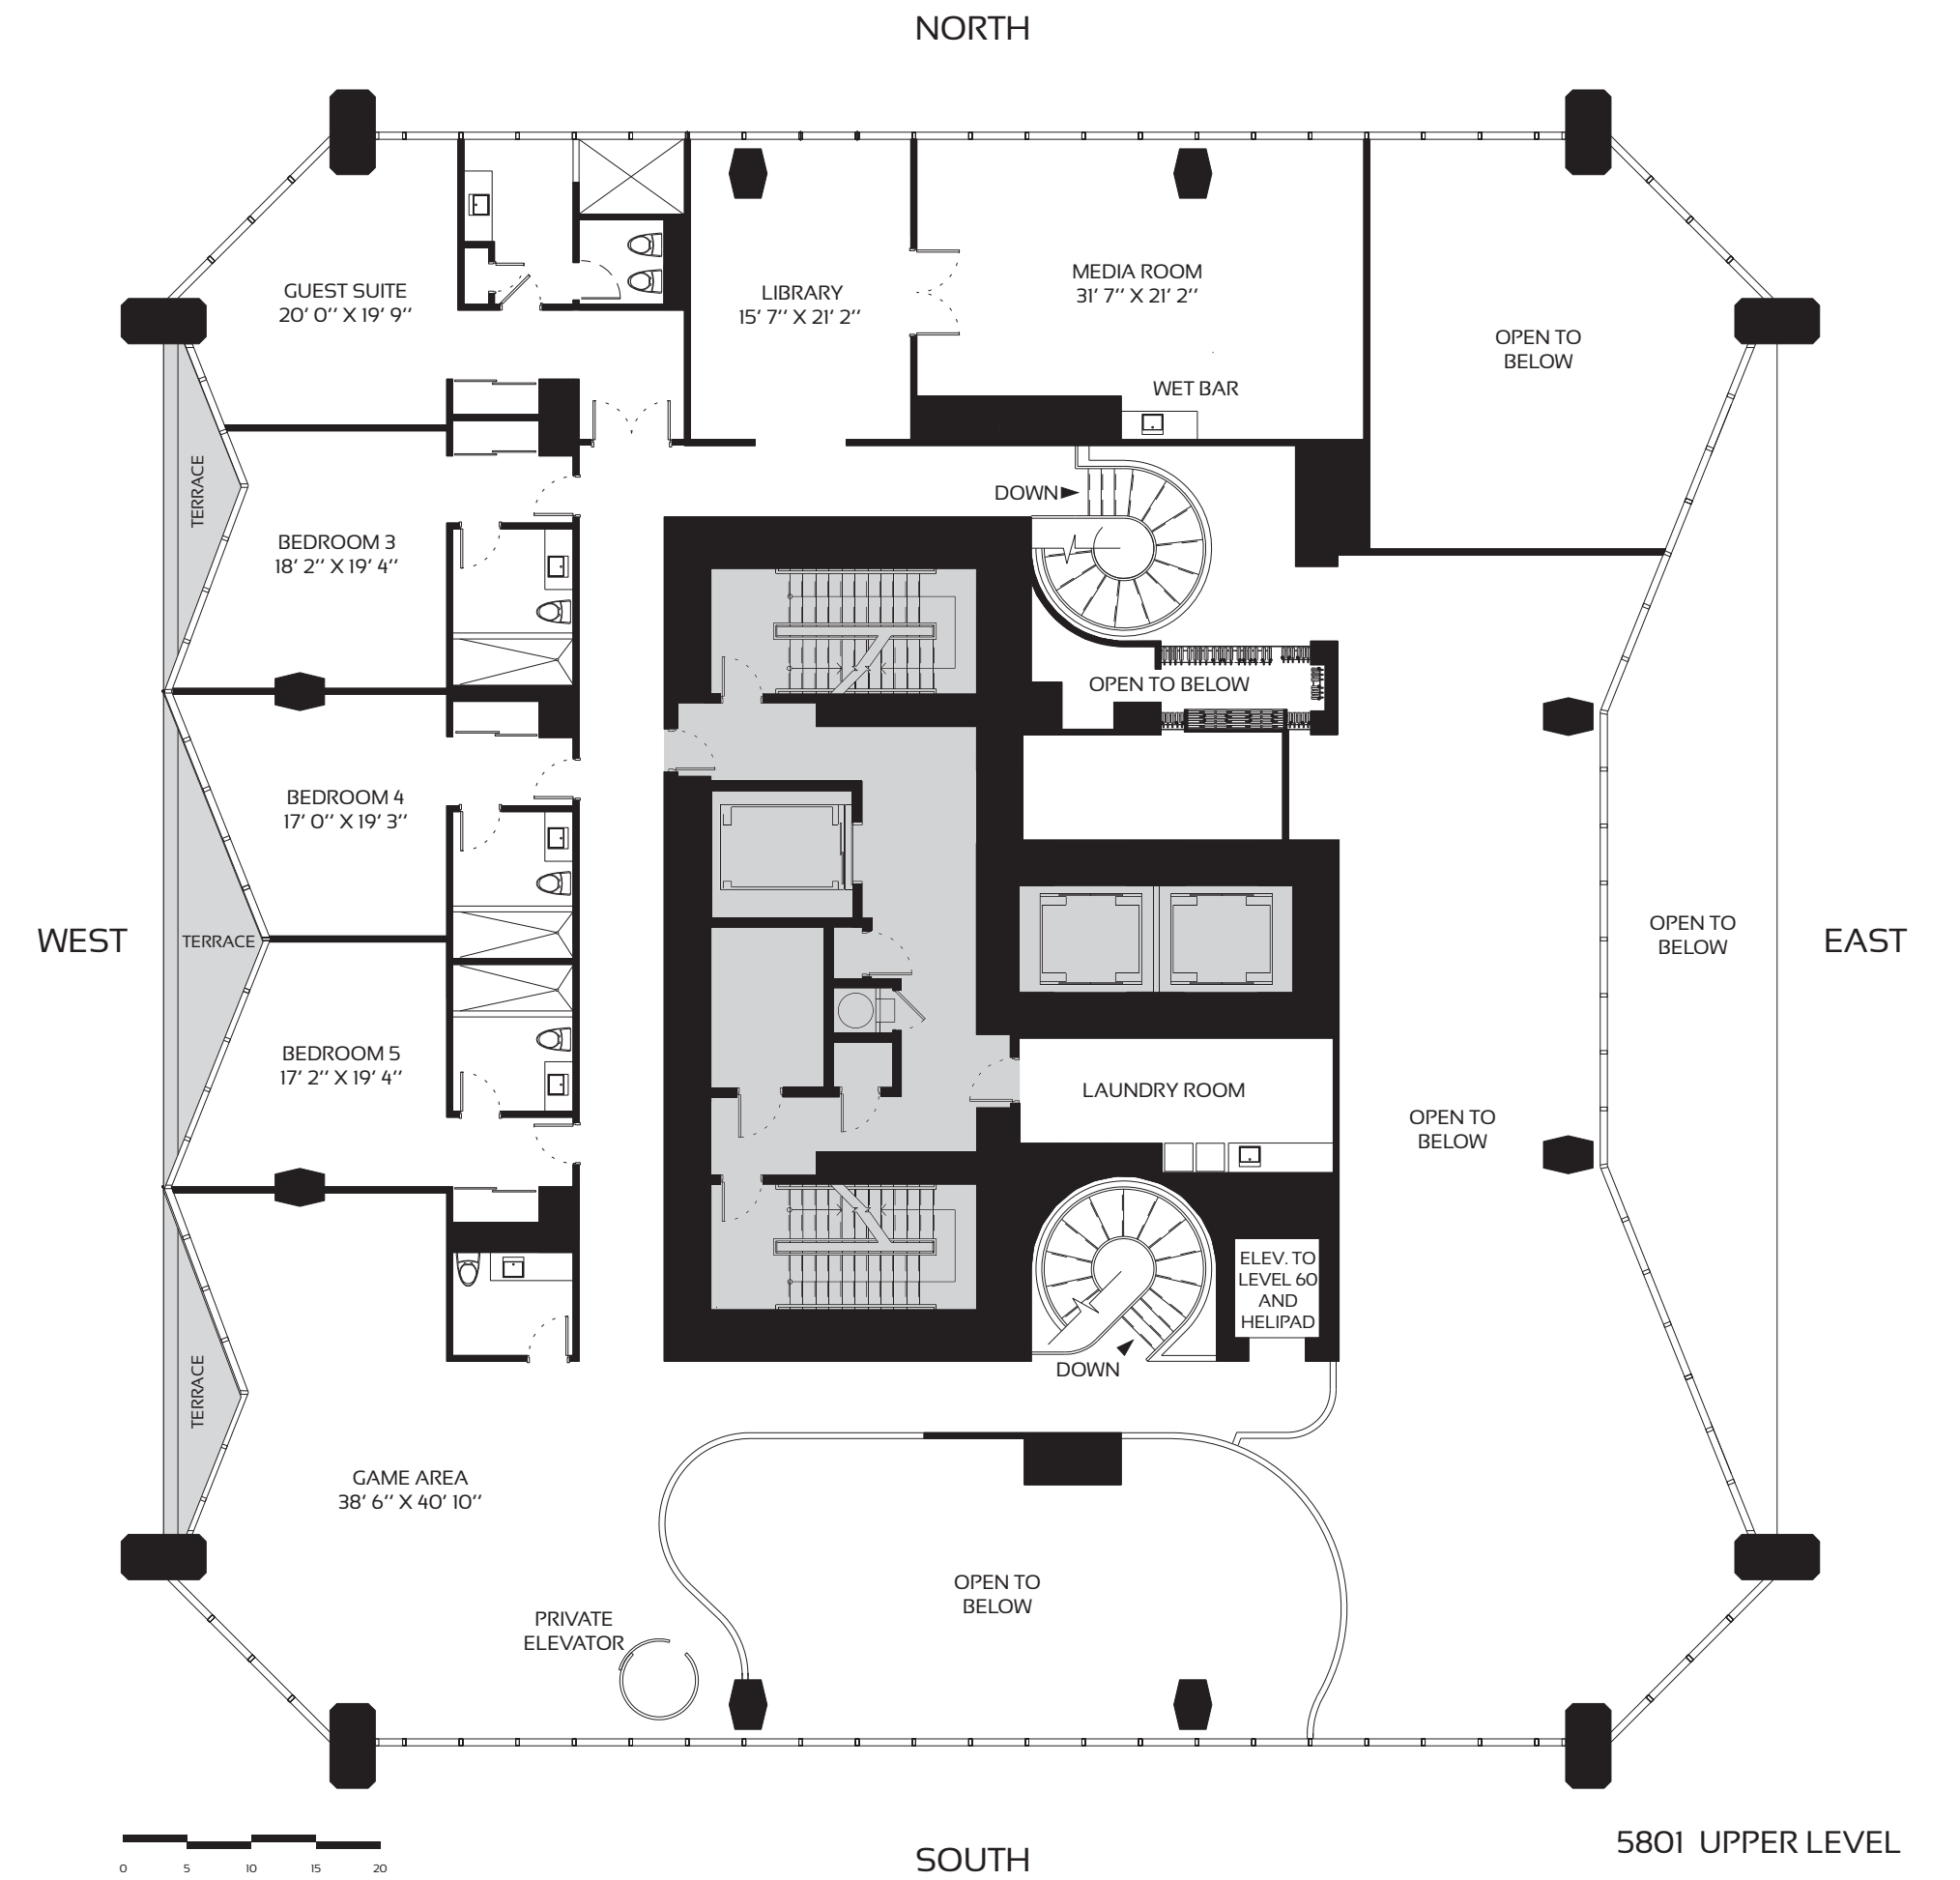 NORTH
GUEST SUITE
20' 0'' X 19' 9''
LIBRARY
15' 7'' X 21' 2''
MEDIA ROOM
31' 7'' X 21' 2''
OPEN TO
BELOW
WET BAR
TERRACE
DOWN
BEDROOM 3
18' 2'' X 19' 4''
OPEN TO BELOW
BEDROOM 4
17' 0'' X 19' 3''
WEST
TERRACE
OPEN TO
BELOW
EAST
BEDROOM 5
17' 2'' X 19' 4''
LAUNDRY ROOM
OPEN TO
BELOW
ELEV. TO
LEVEL 60
AND
HELIPAD
TERRACE
DOWN
GAME AREA
38' 6'' X 40' 10''
OPEN TO
BELOW
PRIVATE
ELEVATOR
0 5 10 15 20
SOUTH
5801 UPPER LEVEL